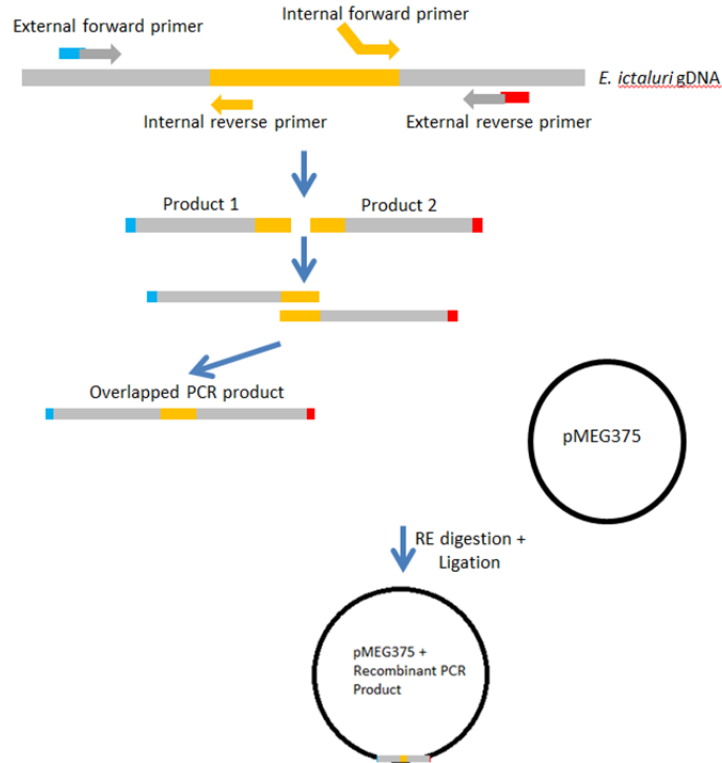 Internal forward primer
External forward primer
E. ictaluri gDNA
Internal reverse primer
External reverse primer
Product 1
Product 2
Overlapped PCR product
pMEG375
RE digestion +
Ligation
pMEG375 +
Recombinant PCR
Product